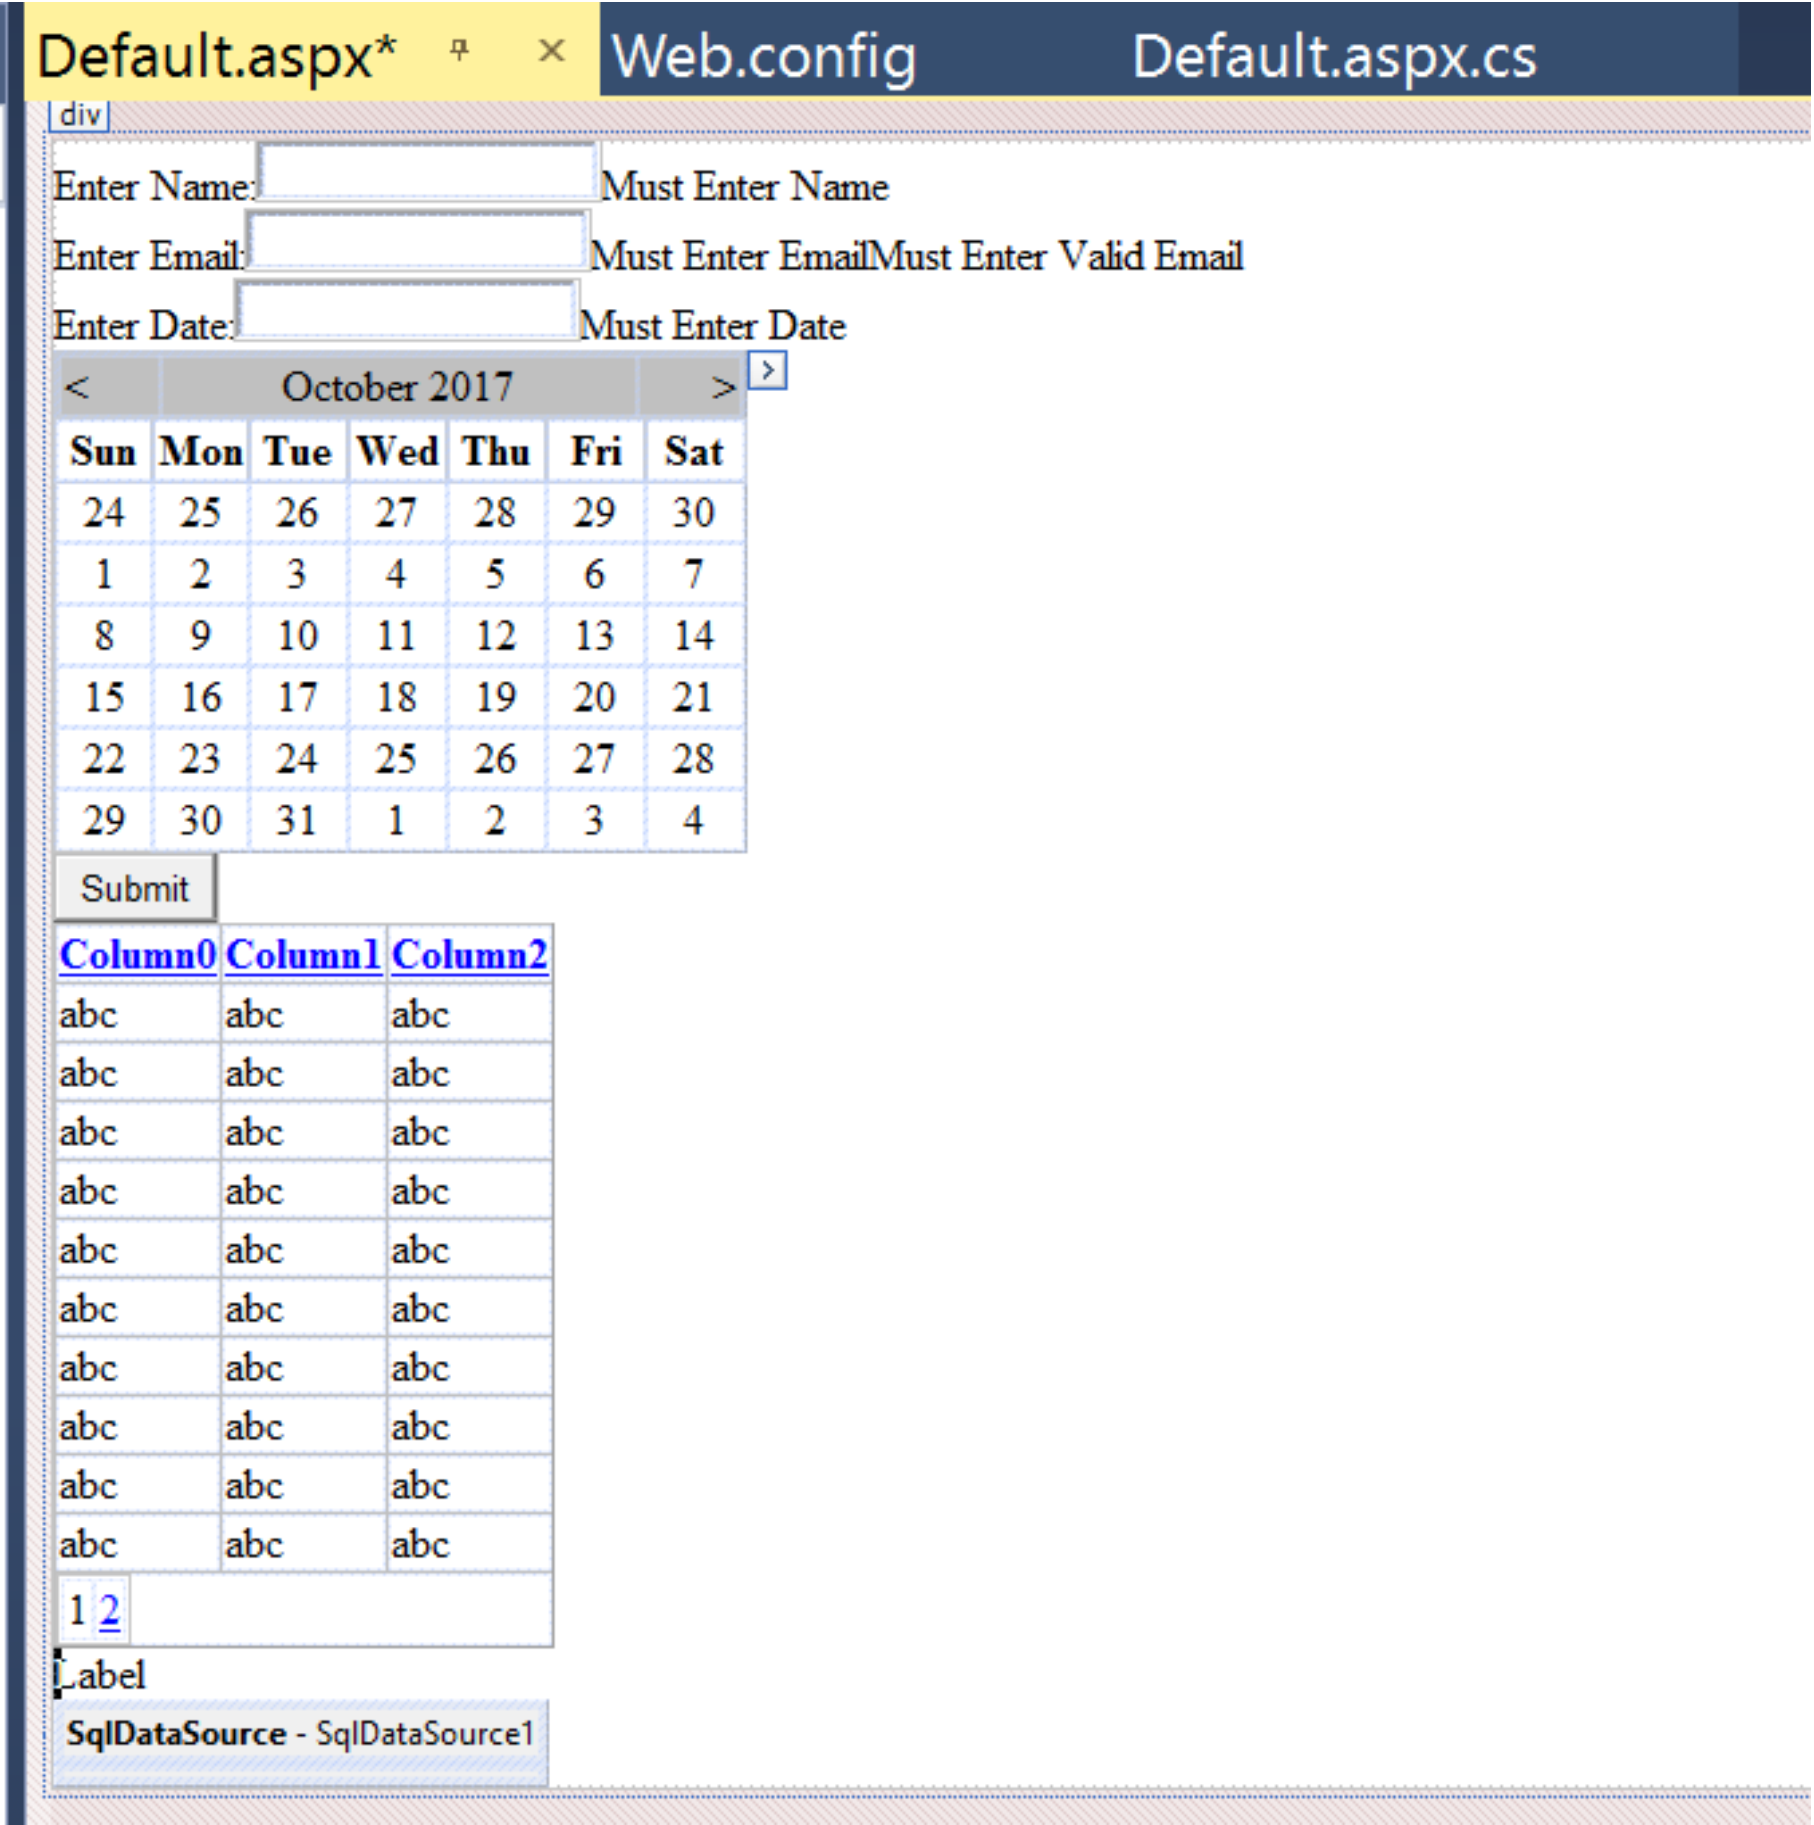 Default.aspx* Web.config Default.aspx.cs
div
Enter Name: Must Enter Name
Enter Email: Must Enter EmailMust Enter Valid Email
Enter Date: Must Enter Date
< October 2017 > >
Sun Mon Tue Wed Thu Fri Sat
24 25 26 27 28 29 30
1 2 3 4 5 6 7
8 9 10 11 12 13 14
15 16 17 18 19 20 21
22 23 24 25 26 27 28
29 30 31 1 2 3 4
Submit
Column0 Column1 Column2
abc abc abc
abc abc abc
abc abc abc
abc abc abc
abc abc abc
abc abc abc
abc abc abc
abc abc abc
abc abc abc
abc abc abc
1 2
Label
SqlDataSource - SqlDataSource1